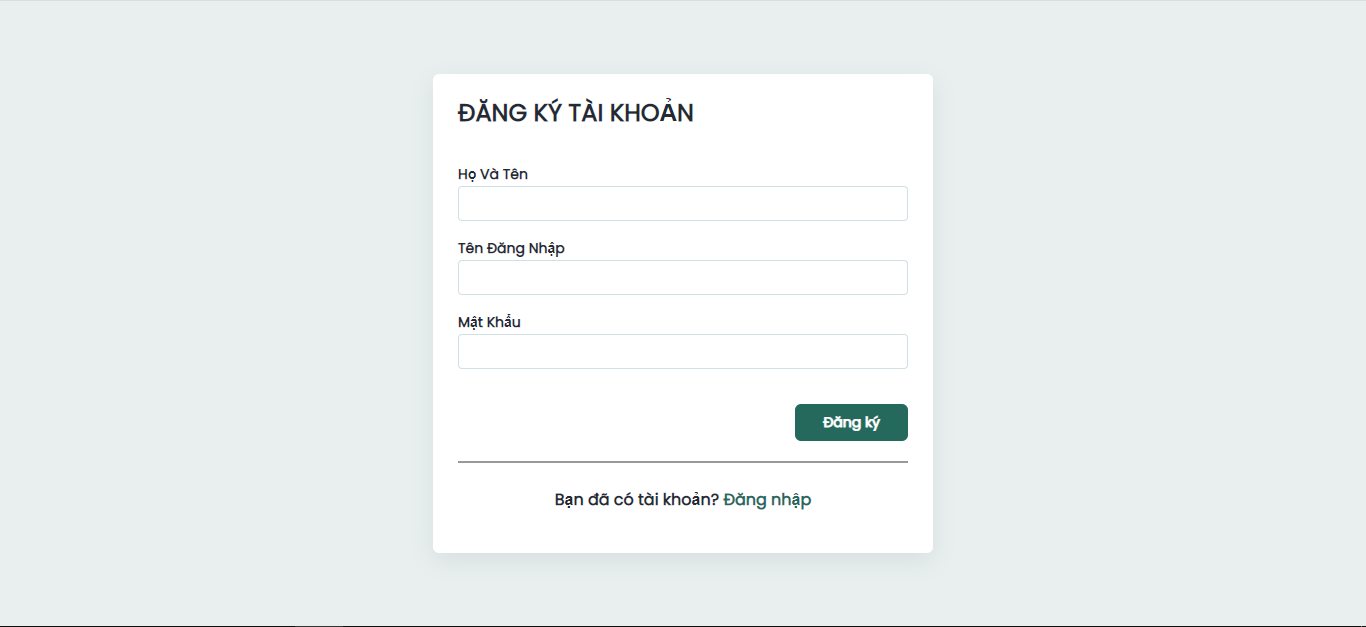 ĐĂNG KÝ TÀI KHOẢN
Họ Và Tên
Tên Đăng Nhập
Mật Khẩu
Đăng ký
Bạn đã có tài khoản? Đăng nhập